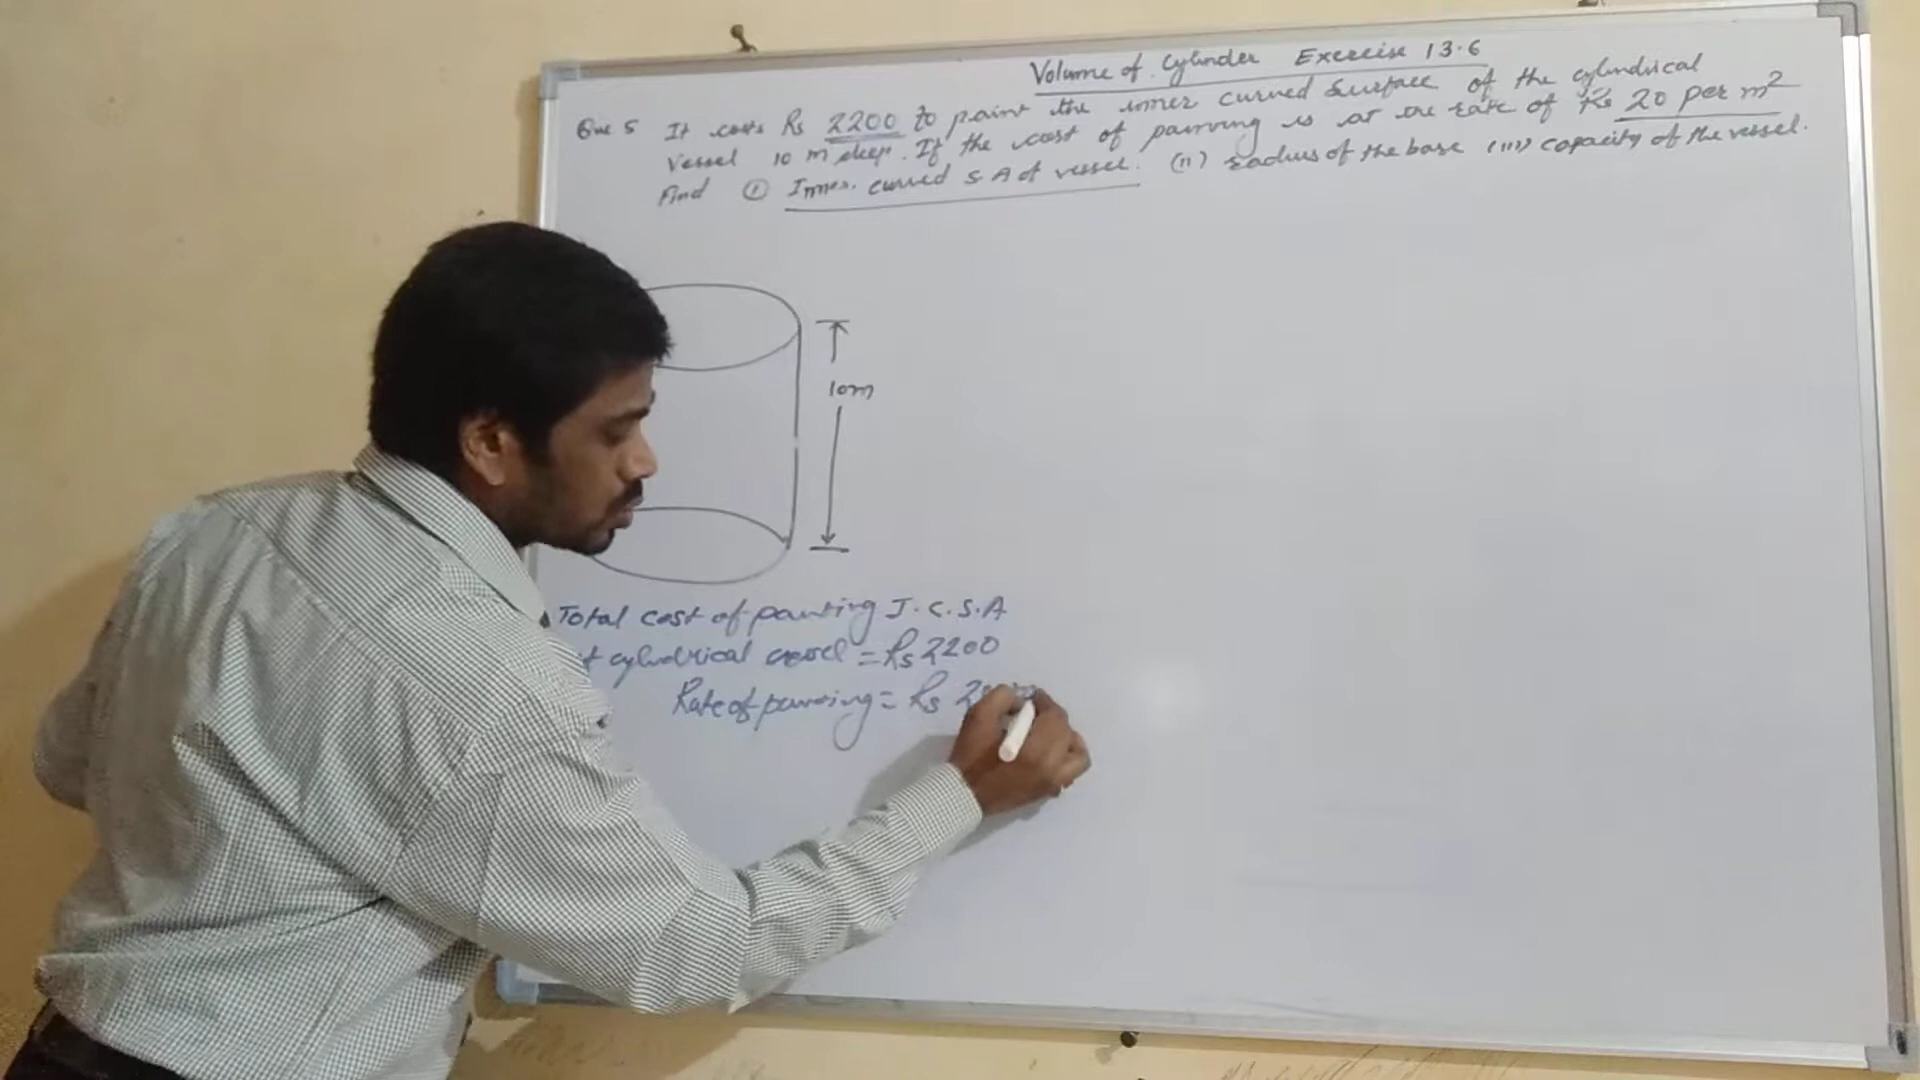 Volume of Cylinder Exercise 13.6
Que 5 It costs Rs 2200 to paint the inner curved Surface of the cylindrical
Vessel 10 m deep. If the cost of painting is at the rate of Rs 20 per m²
Find (i) Inner. curved S A of vessel. (ii) radius of the base (iii) capacity of the vessel.
10m
Total cost of painting I.C.S.A
cylindrical vessel = Rs 2200
Rate of painting = Rs